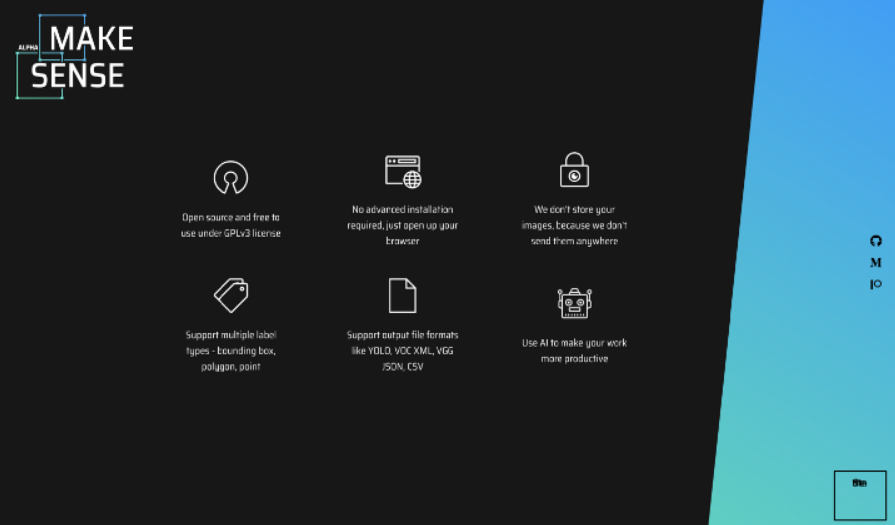 ALPHA
MAKE
SENSE
Open source and free to
use under GPLv3 license
No advanced installation
required, just open up your
browser
We don't store your
images, because we don't
send them anywhere
Support multiple label
types - bounding box,
polygon, point
Support output file formats
like YOLO, VOC XML, VGG
JSON, CSV
Use AI to make your work
more productive